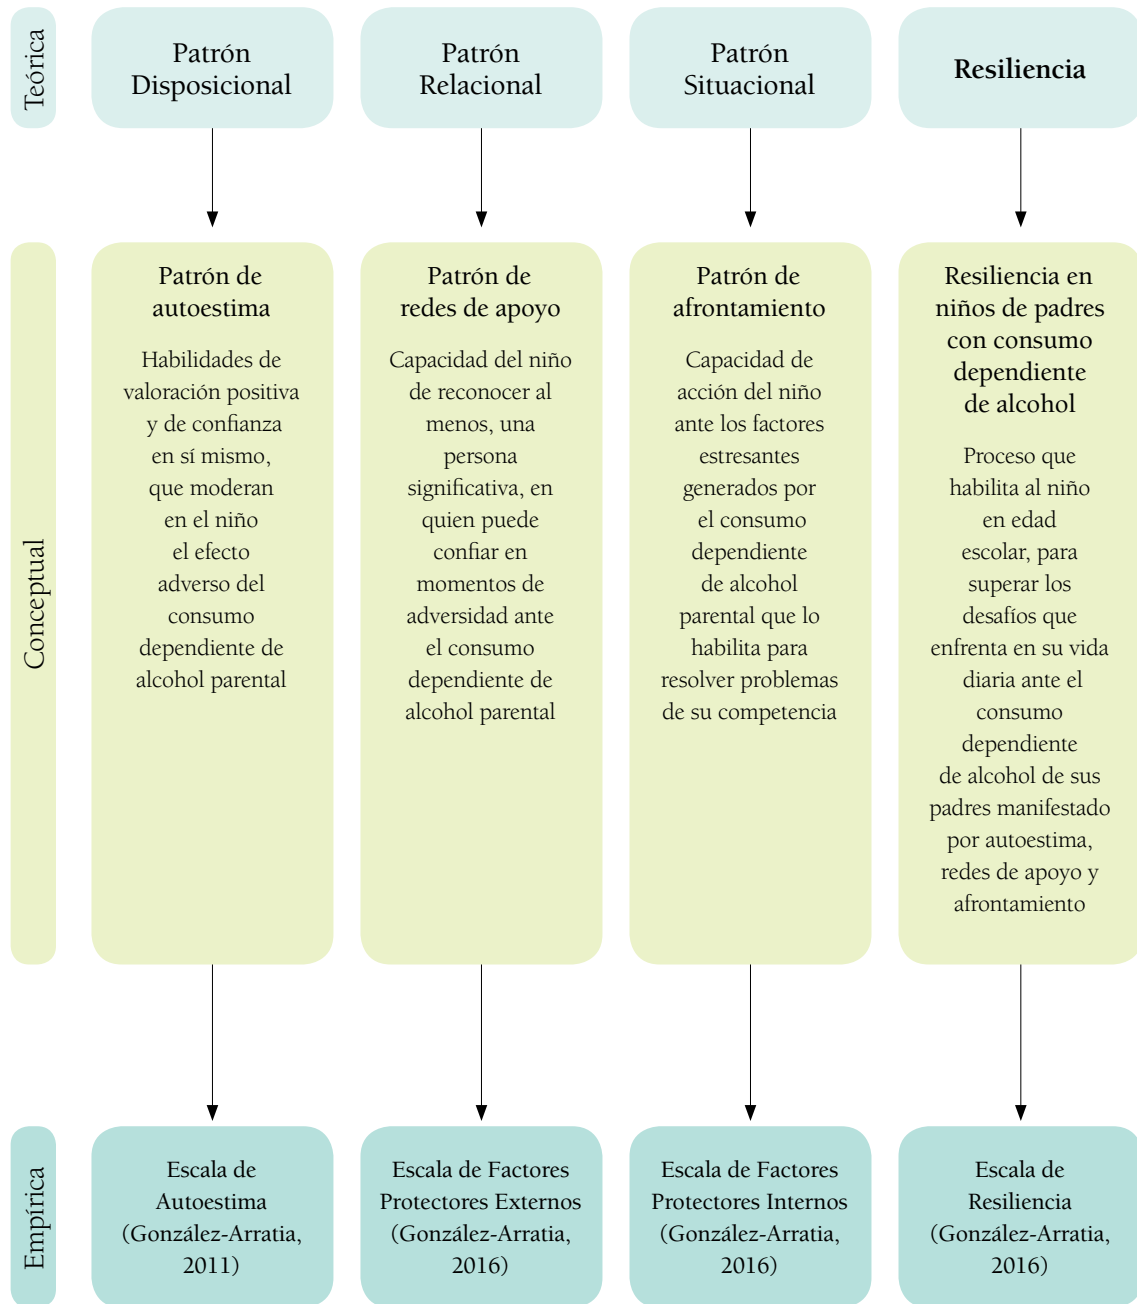 Teórica
Patrón
Disposicional
Patrón
Relacional
Patrón
Situacional
Resiliencia
Conceptual
Patrón de
autoestima
Habilidades de
valoración positiva
y de confianza
en sí mismo,
que moderan
en el niño
el efecto
adverso del
consumo
dependiente de
alcohol parental
Patrón de
redes de apoyo
Capacidad del niño
de reconocer al
menos, una
persona
significativa, en
quien puede
confiar en
momentos de
adversidad ante
el consumo
dependiente de
alcohol parental
Patrón de
afrontamiento
Capacidad de
acción del niño
ante los factores
estresantes
generados por
el consumo
dependiente
de alcohol
parental que lo
habilita para
resolver problemas
de su competencia
Resiliencia en
niños de padres
con consumo
dependiente
de alcohol
Proceso que
habilita al niño
en edad
escolar, para
superar los
desafíos que
enfrenta en su vida
diaria ante el
consumo
dependiente
de alcohol de sus
padres manifestado
por autoestima,
redes de apoyo y
afrontamiento
Empírica
Escala de
Autoestima
(González-Arratia,
2011)
Escala de Factores
Protectores Externos
(González-Arratia,
2016)
Escala de Factores
Protectores Internos
(González-Arratia,
2016)
Escala de
Resiliencia
(González-Arratia,
2016)